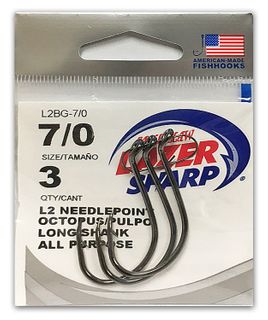 AMERICAN-MADE
FISHHOOKS
L2BG-7/0
7/0
SIZE/TAMAÑO
3
QTY/CANT
LAZER
SHARP
L2 NEEDLEPOINT
OCTOPUS/PULPO
LONG SHANK
ALL PURPOSE